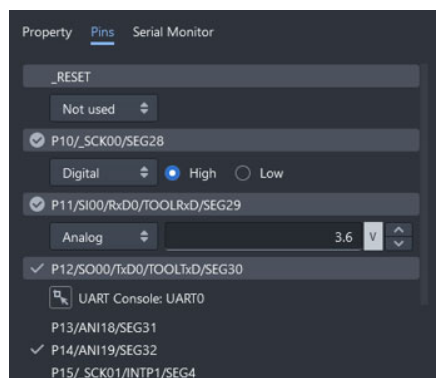 Property Pins Serial Monitor
_RESET
Not used
P10/_SCK00/SEG28
Digital High Low
P11/SI00/RxD0/TOOLRxD/SEG29
Analog 3.6 V
P12/SO00/TxD0/TOOLTxD/SEG30
UART Console: UART0
P13/ANI18/SEG31
P14/ANI19/SEG32
P15/_SCK01/INTP1/SEG4